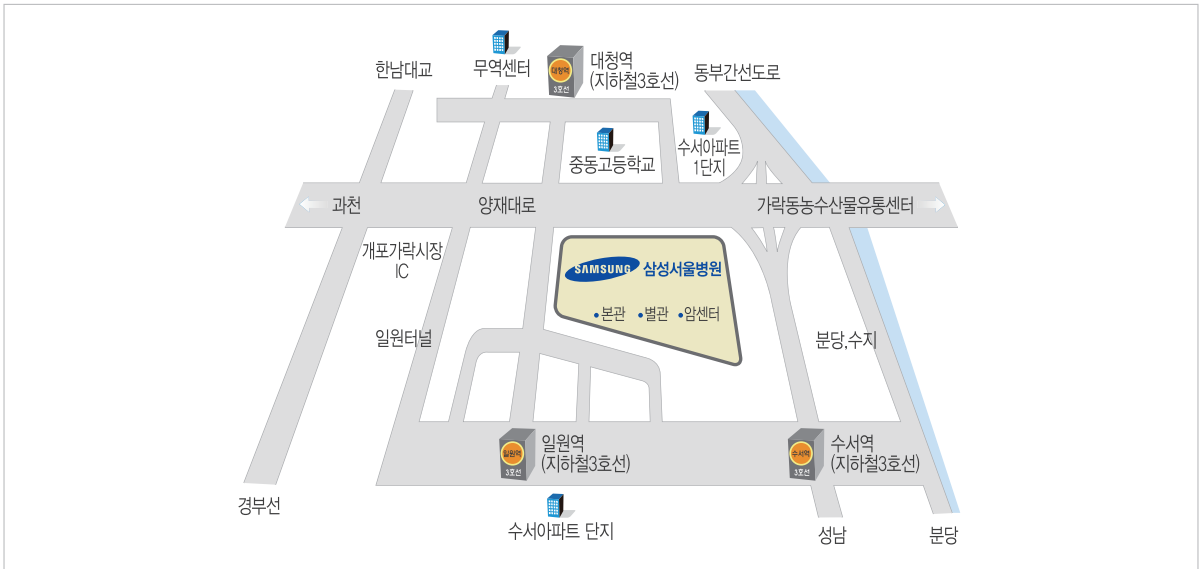 한남대교
무역센터
대청역
3호선
대청역
(지하철3호선)
동부간선도로
중동고등학교
수서아파트
1단지
과천
양재대로
가락동농수산물유통센터
개포가락시장
IC
SAMSUNG 삼성서울병원
•본관 •별관 •암센터
일원터널
분당,수지
일원역
3호선
일원역
(지하철3호선)
수서역
3호선
수서역
(지하철3호선)
경부선
수서아파트 단지
성남
분당